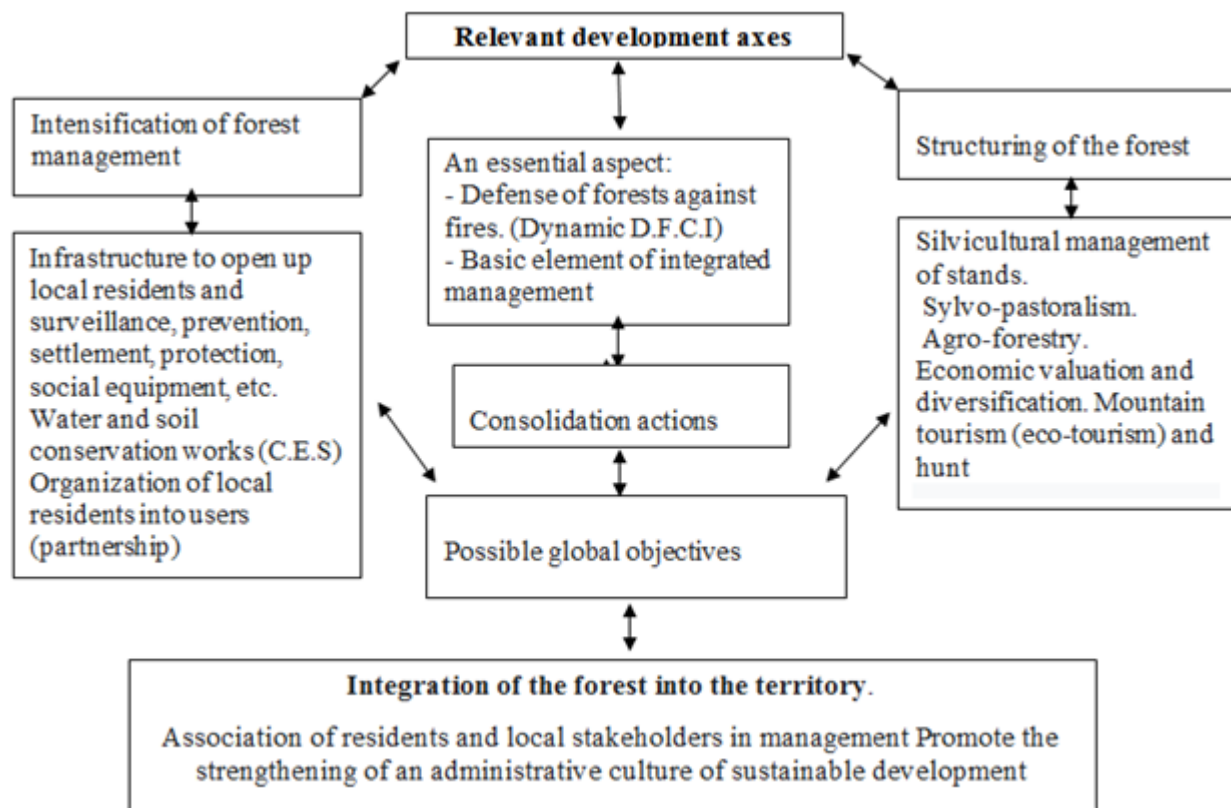 Relevant development axes
Intensification of forest
management
An essential aspect:
- Defense of forests against
fires. (Dynamic D.F.C.I)
- Basic element of integrated
management
Structuring of the forest
Infrastructure to open up
local residents and
surveillance, prevention,
settlement, protection,
social equipment, etc.
Water and soil
conservation works (C.E.S)
Organization of local
residents into users
(partnership)
Consolidation actions
Silvicultural management
of stands.
Sylvo-pastoralism.
Agro-forestry.
Economic valuation and
diversification. Mountain
tourism (eco-tourism) and
hunt
Possible global objectives
Integration of the forest into the territory.
Association of residents and local stakeholders in management Promote the
strengthening of an administrative culture of sustainable development